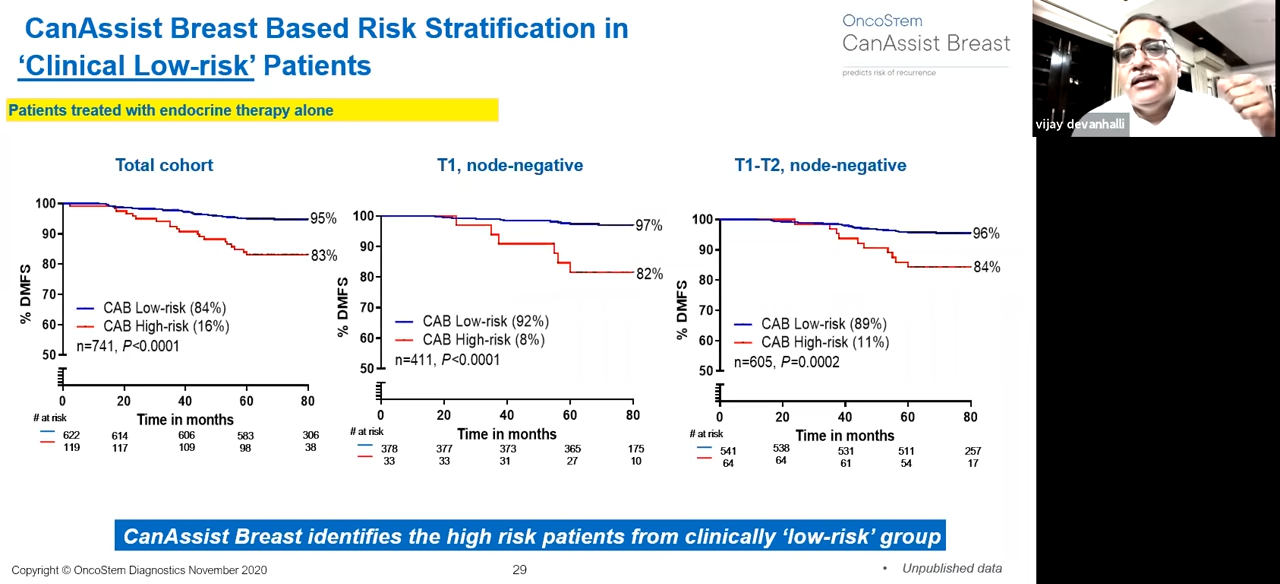 CanAssist Breast Based Risk Stratification in
‘Clinical Low-risk’ Patients
OncoStem
CanAssist Breast
predicts risk of recurrence
vijay devanhalli
Patients treated with endocrine therapy alone
Total cohort
100
90
80
70
60
50
% DMFS
95%
83%
CAB Low-risk (84%)
CAB High-risk (16%)
n=741, P<0.0001
0 20 40 60 80
Time in months
# at risk
622 614 606 583 306
119 117 109 98 38
T1, node-negative
100
90
80
70
60
50
% DMFS
97%
82%
CAB Low-risk (92%)
CAB High-risk (8%)
n=411, P<0.0001
0 20 40 60 80
Time in months
# at risk
378 377 373 365 175
33 33 31 27 10
T1-T2, node-negative
100
90
80
70
60
50
% DMFS
96%
84%
CAB Low-risk (89%)
CAB High-risk (11%)
n=605, P=0.0002
0 20 40 60 80
Time in months
# at risk
541 538 531 511 257
64 64 61 54 17
CanAssist Breast identifies the high risk patients from clinically ‘low-risk’ group
Copyright © OncoStem Diagnostics November 2020
29
• Unpublished data